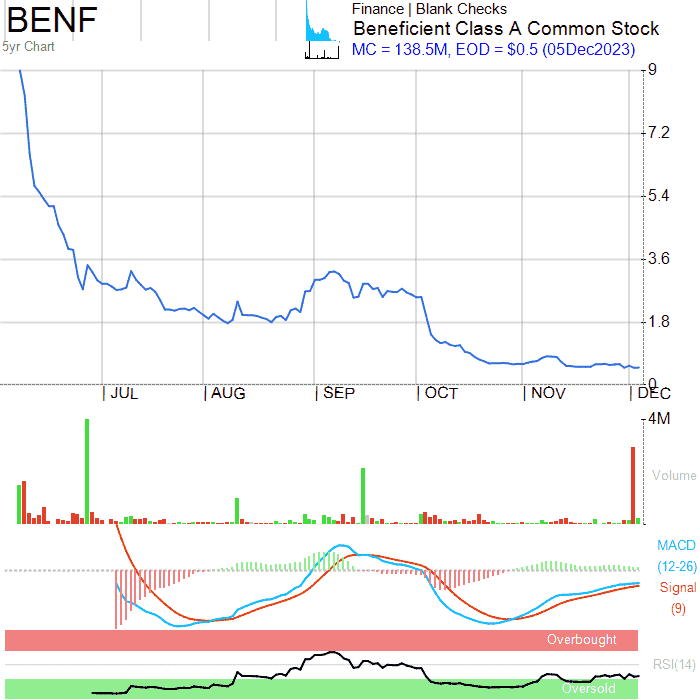 BENF
5yr Chart
Finance | Blank Checks
Beneficient Class A Common Stock
MC = 138.5M, EOD = $0.5 (05Dec2023)
9
7.2
5.4
3.6
1.8
0
JUL AUG SEP OCT NOV DEC
4M
Volume
MACD
(12-26)
Signal
(9)
Overbought
RSI(14)
Oversold